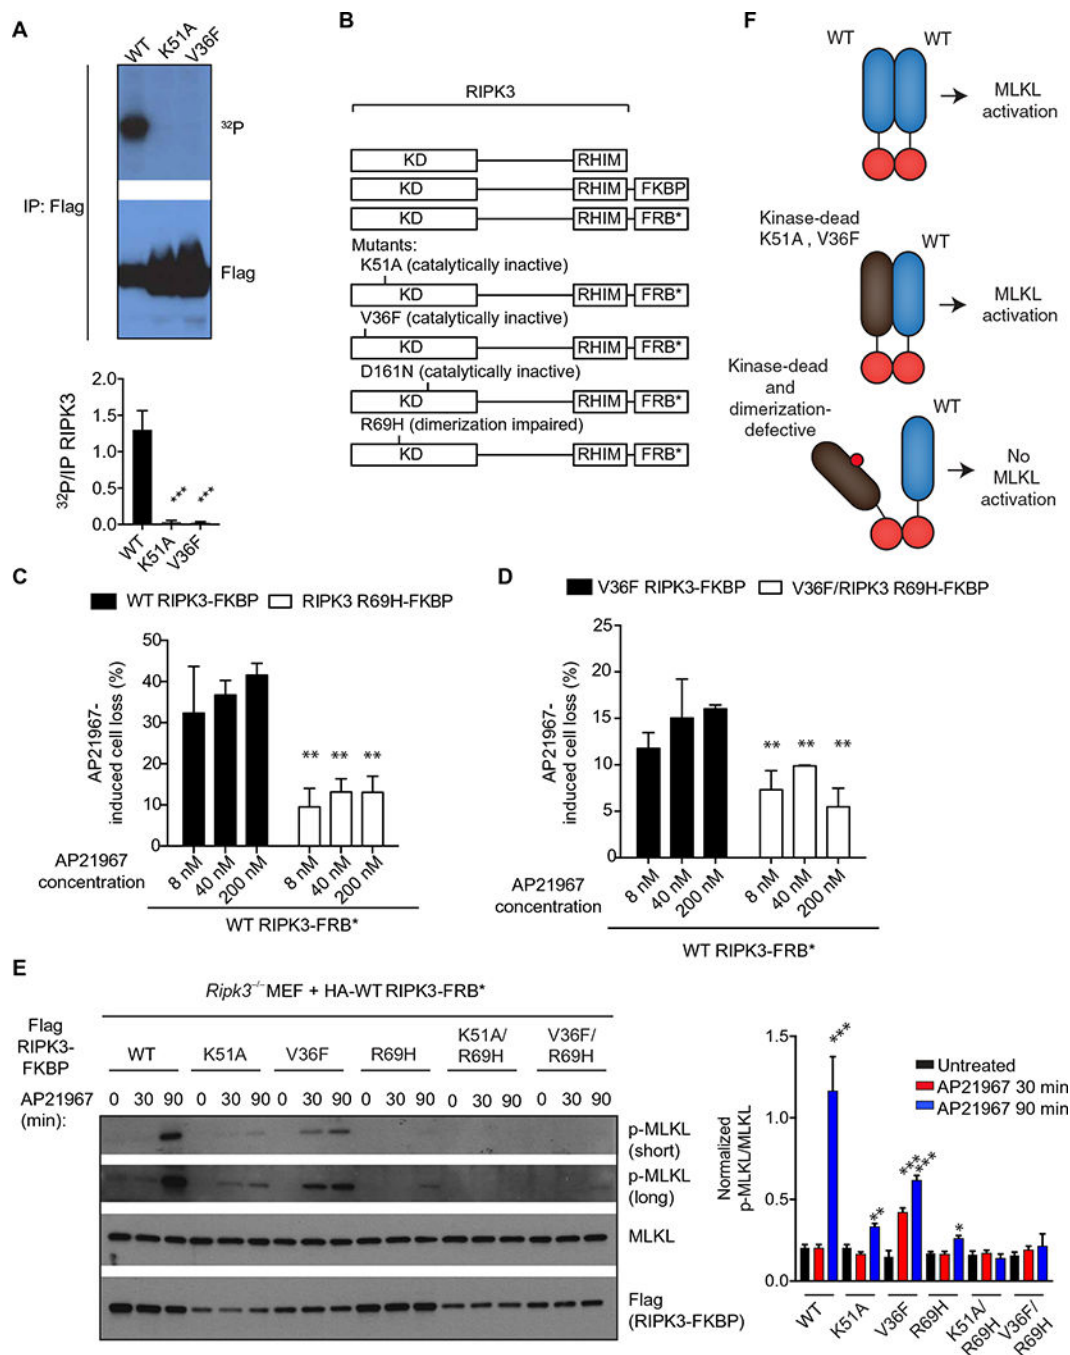 A
WT
K51A
V36F
32P
IP: Flag
Flag
32P/IP RIPK3
2.0
1.5
1.0
0.5
0.0
***
***
WT
K51A
V36F
B
RIPK3
KD
RHIM
KD
RHIM
FKBP
KD
RHIM
FRB*
Mutants:
K51A (catalytically inactive)
KD
RHIM
FRB*
V36F (catalytically inactive)
KD
RHIM
FRB*
D161N (catalytically inactive)
KD
RHIM
FRB*
R69H (dimerization impaired)
KD
RHIM
FRB*
F
WT
WT
MLKL
activation
Kinase-dead
K51A , V36F
WT
MLKL
activation
Kinase-dead
and
dimerization-
defective
WT
No
MLKL
activation
C
WT RIPK3-FKBP
RIPK3 R69H-FKBP
AP21967-
induced cell loss (%)
50
40
30
20
10
0
**
**
**
AP21967
concentration
8 nM
40 nM
200 nM
8 nM
40 nM
200 nM
WT RIPK3-FRB*
D
V36F RIPK3-FKBP
V36F/RIPK3 R69H-FKBP
AP21967-
induced cell loss (%)
25
20
15
10
5
0
**
**
**
AP21967
concentration
8 nM
40 nM
200 nM
8 nM
40 nM
200 nM
WT RIPK3-FRB*
E
Ripk3–/–MEF + HA-WT RIPK3-FRB*
Flag
RIPK3-
FKBP
WT
K51A
V36F
R69H
K51A/
R69H
V36F/
R69H
AP21967
(min):
0 30 90 0 30 90 0 30 90 0 30 90 0 30 90 0 30 90
p-MLKL
(short)
p-MLKL
(long)
MLKL
Flag
(RIPK3-FKBP)
Normalized
p-MLKL/MLKL
1.5
1.0
0.5
0.0
***
**
***
***
*
Untreated
AP21967 30 min
AP21967 90 min
WT
K51A
V36F
R69H
K51A/
R69H
V36F/
R69H